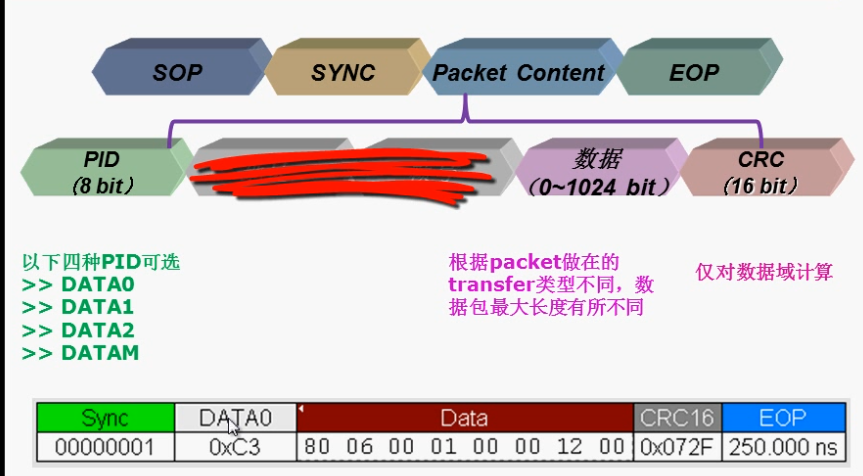 SOP SYNC Packet Content EOP
PID 数据 CRC
（8 bit） （0~1024 bit） （16 bit）
以下四种PID可选
>> DATA0
>> DATA1
>> DATA2
>> DATAM
根据packet做在的
transfer类型不同，数
据包最大长度有所不同
仅对数据域计算
Sync DATA0 Data CRC16 EOP
00000001 0xC3 80 06 00 01 00 00 12 00 0x072F 250.000 ns